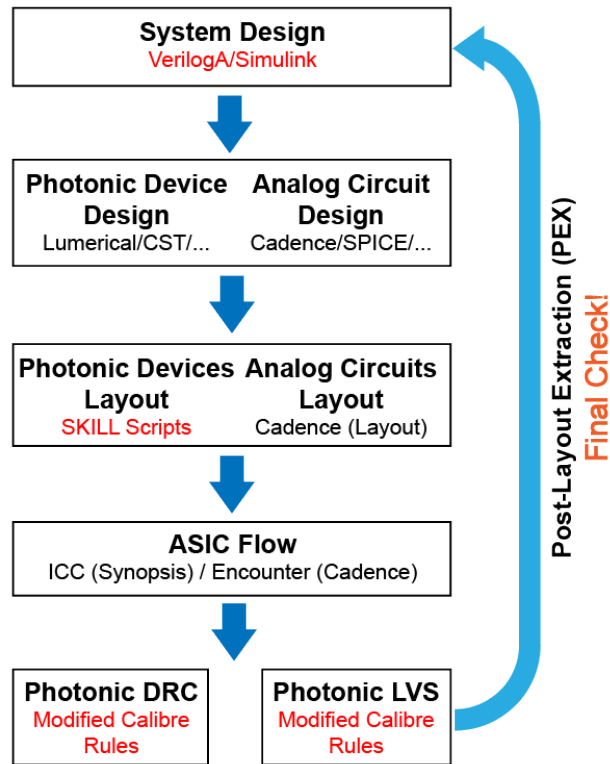 System Design
VerilogA/Simulink
Photonic Device
Design
Lumerical/CST/...
Analog Circuit
Design
Cadence/SPICE/...
Photonic Devices
Layout
SKILL Scripts
Analog Circuits
Layout
Cadence (Layout)
ASIC Flow
ICC (Synopsis) / Encounter (Cadence)
Photonic DRC
Modified Calibre
Rules
Photonic LVS
Modified Calibre
Rules
Post-Layout Extraction (PEX)
Final Check!